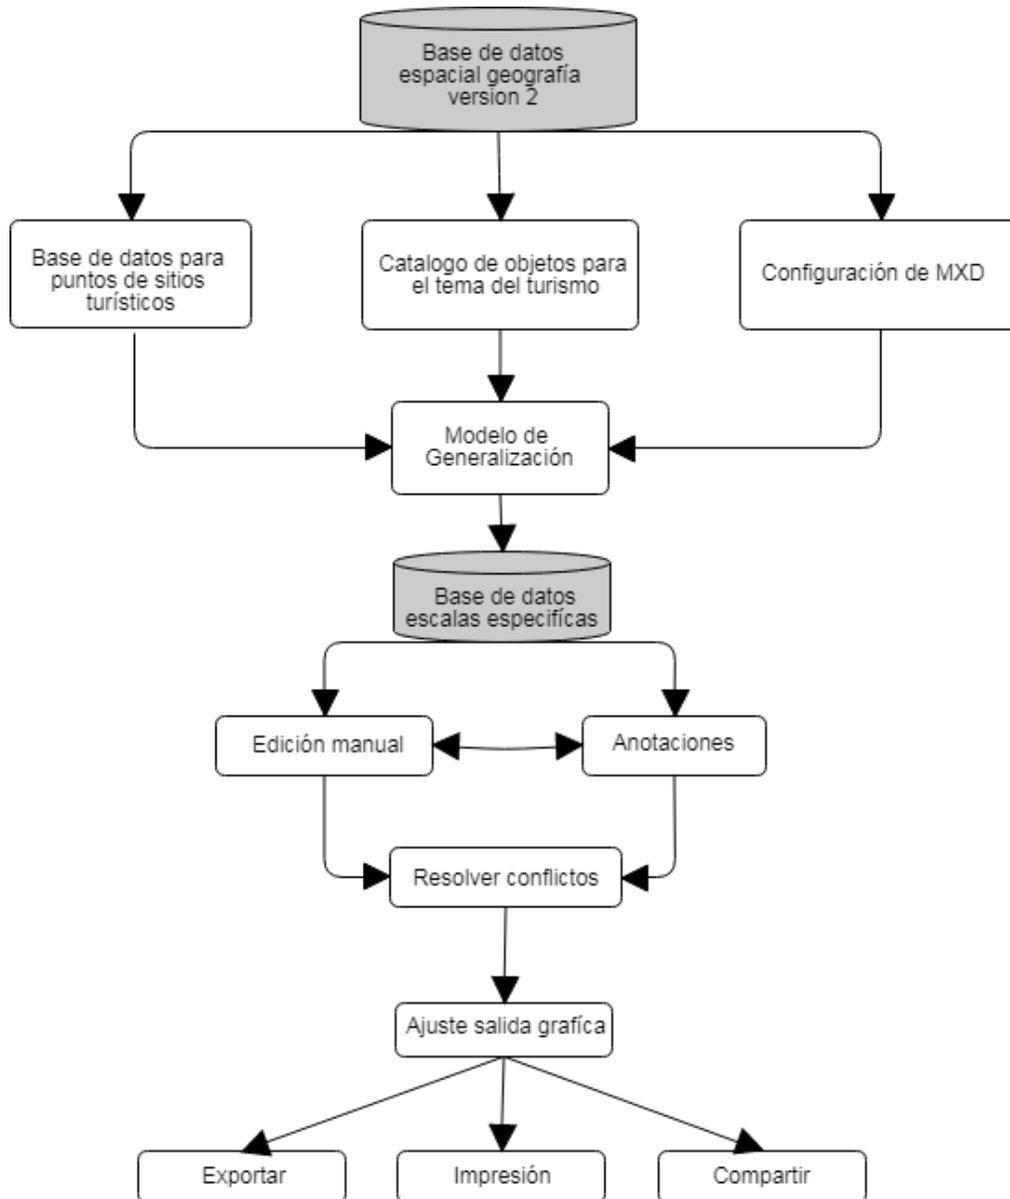 Base de datos
espacial geografía
version 2
Base de datos para
puntos de sitios
turísticos
Catalogo de objetos para
el tema del turismo
Configuración de MXD
Modelo de
Generalización
Base de datos
escalas especifícas
Edición manual
Anotaciones
Resolver conflictos
Ajuste salida grafíca
Exportar
Impresión
Compartir